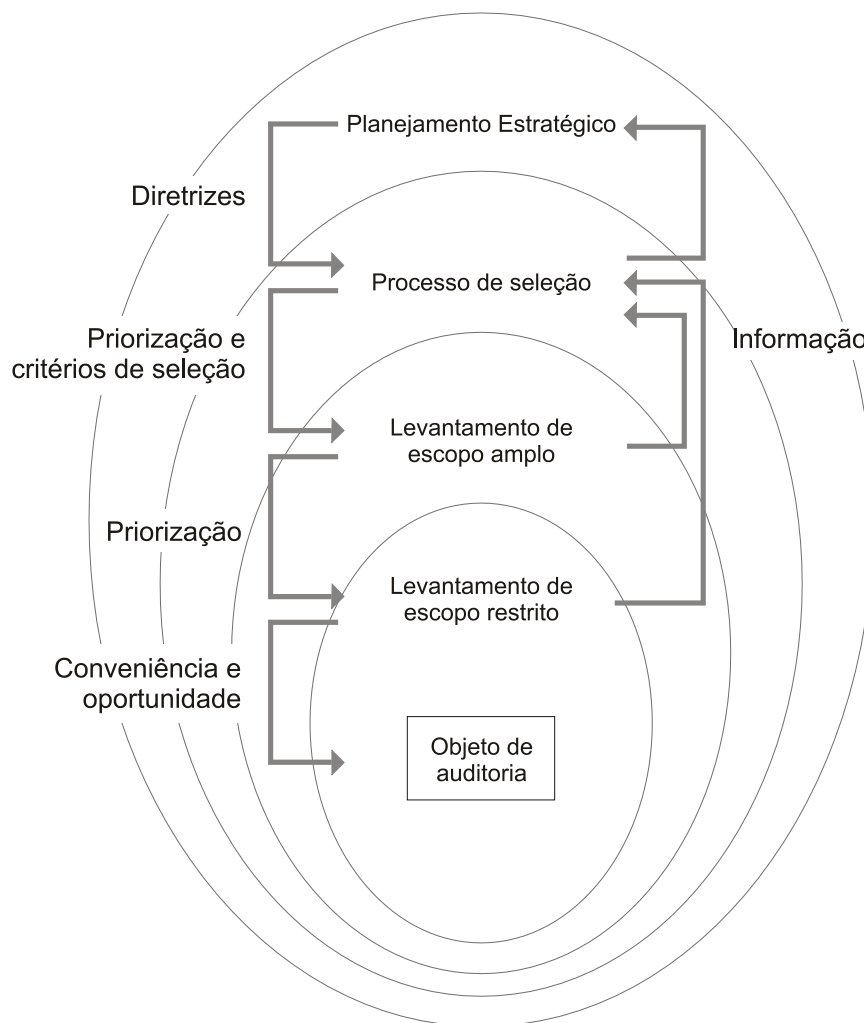 Planejamento Estratégico
Diretrizes
Processo de seleção
Priorização e
critérios de seleção
Informação
Levantamento de
escopo amplo
Priorização
Levantamento de
escopo restrito
Conveniência e
oportunidade
Objeto de
auditoria